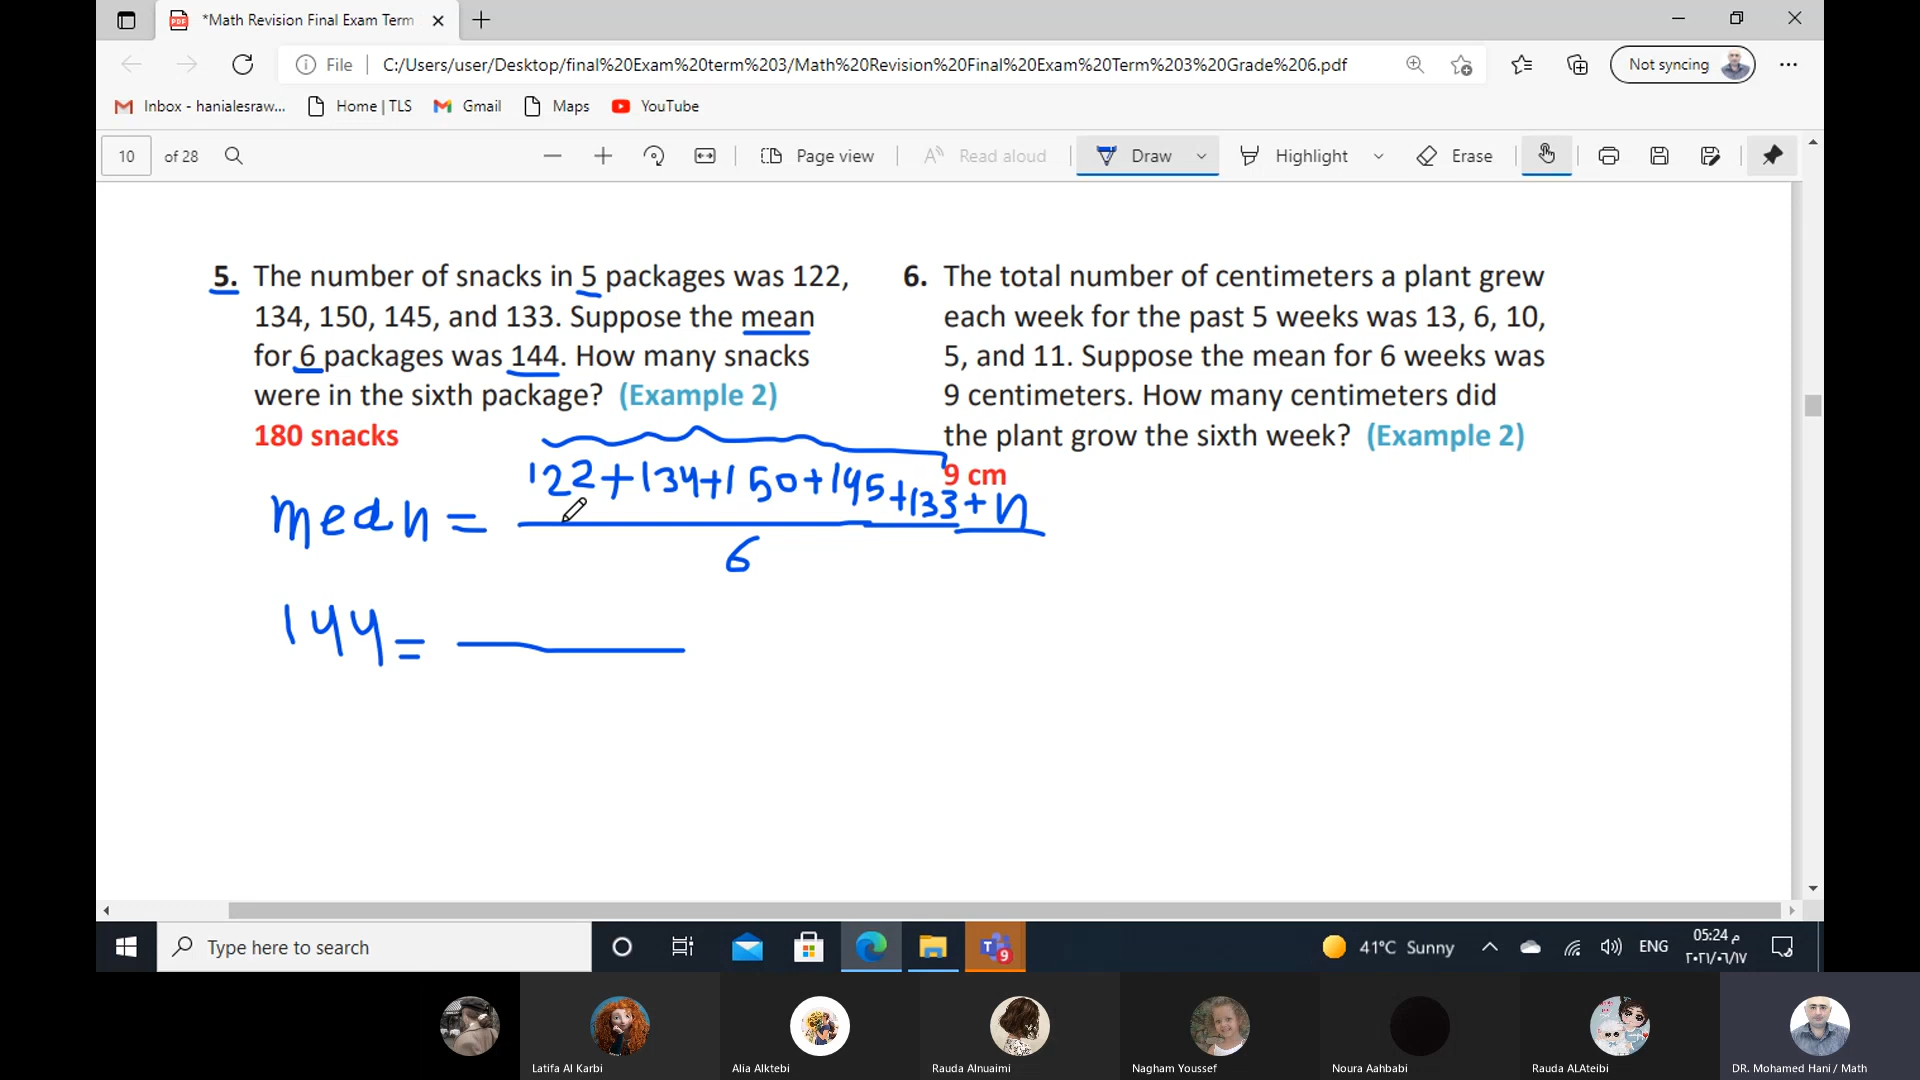 *Math Revision Final Exam Term
File C:/Users/user/Desktop/final%20Exam%20term%203/Math%20Revision%20Final%20Exam%20Term%203%20Grade%206.pdf Not syncing
Inbox - hanialesraw... Home | TLS Gmail Maps YouTube
10 of 28 Page view Read aloud Draw Highlight Erase
5. The number of snacks in 5 packages was 122,
134, 150, 145, and 133. Suppose the mean
for 6 packages was 144. How many snacks
were in the sixth package? (Example 2)
180 snacks
6. The total number of centimeters a plant grew
each week for the past 5 weeks was 13, 6, 10,
5, and 11. Suppose the mean for 6 weeks was
9 centimeters. How many centimeters did
the plant grow the sixth week? (Example 2)
9 cm
122+134+150+145+133+n
mean =
6
144 =
Type here to search
9
41°C Sunny
ENG
05:24 م
٢٠٢١/٠٦/١٧
Latifa Al Karbi
Alia Alktebi
Rauda Alnuaimi
Nagham Youssef
Noura Aahbabi
Rauda ALAteibi
DR. Mohamed Hani / Math